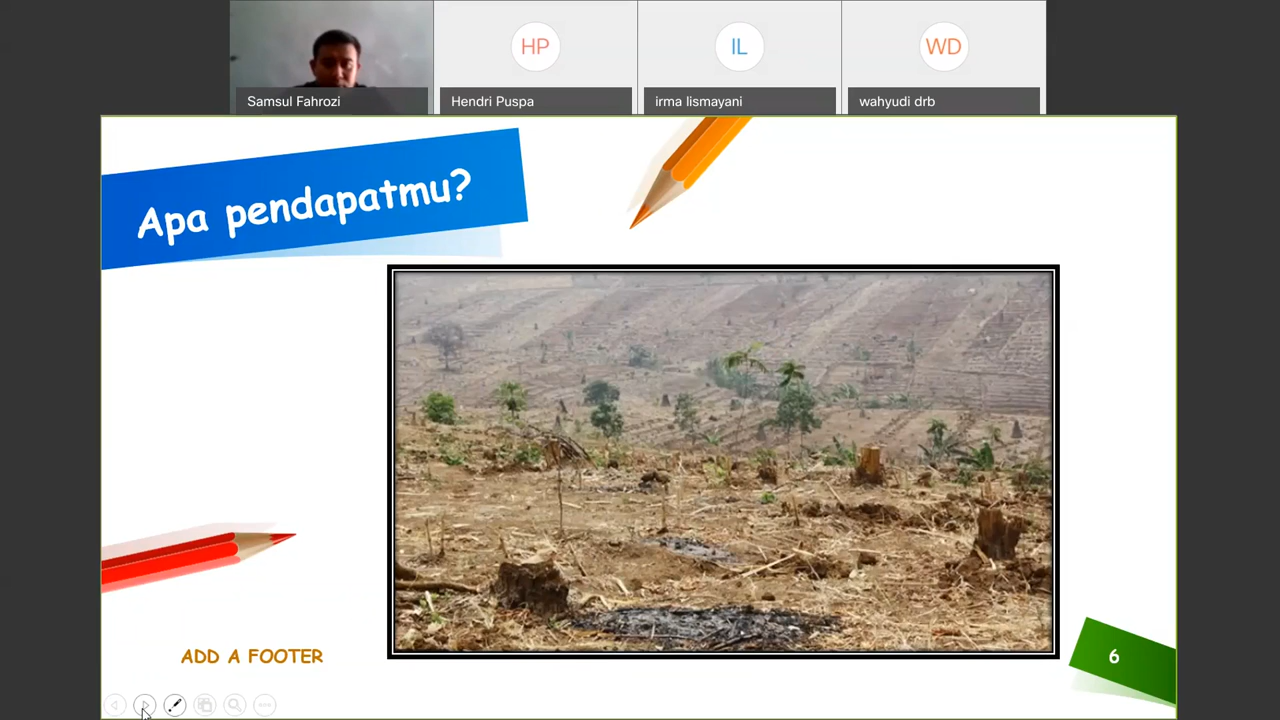 HP
IL
WD
Samsul Fahrozi
Hendri Puspa
irma lismayani
wahyudi drb
Apa pendapatmu?
ADD A FOOTER
6